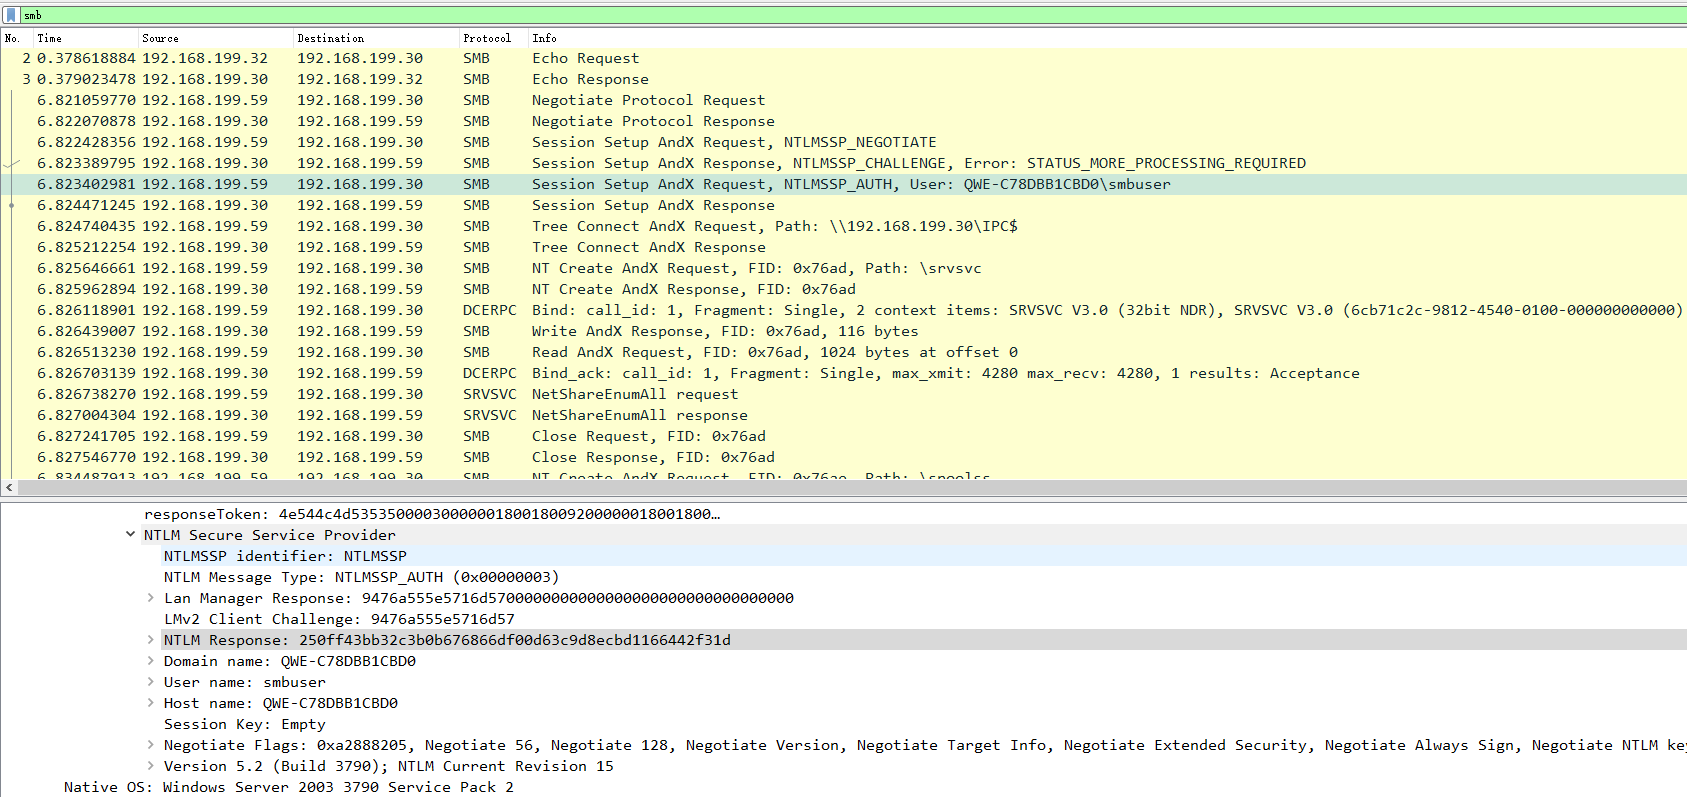 smb
No. Time Source Destination Protocol Info
2 0.378618884 192.168.199.32 192.168.199.30 SMB Echo Request
3 0.379023478 192.168.199.30 192.168.199.32 SMB Echo Response
6.821059770 192.168.199.59 192.168.199.30 SMB Negotiate Protocol Request
6.822070878 192.168.199.30 192.168.199.59 SMB Negotiate Protocol Response
6.822428356 192.168.199.59 192.168.199.30 SMB Session Setup AndX Request, NTLMSSP_NEGOTIATE
6.823389795 192.168.199.30 192.168.199.59 SMB Session Setup AndX Response, NTLMSSP_CHALLENGE, Error: STATUS_MORE_PROCESSING_REQUIRED
6.823402981 192.168.199.59 192.168.199.30 SMB Session Setup AndX Request, NTLMSSP_AUTH, User: QWE-C78DBB1CBD0\smbuser
6.824471245 192.168.199.30 192.168.199.59 SMB Session Setup AndX Response
6.824740435 192.168.199.59 192.168.199.30 SMB Tree Connect AndX Request, Path: \\192.168.199.30\IPC$
6.825212254 192.168.199.30 192.168.199.59 SMB Tree Connect AndX Response
6.825646661 192.168.199.59 192.168.199.30 SMB NT Create AndX Request, FID: 0x76ad, Path: \srvsvc
6.825962894 192.168.199.30 192.168.199.59 SMB NT Create AndX Response, FID: 0x76ad
6.826118901 192.168.199.59 192.168.199.30 DCERPC Bind: call_id: 1, Fragment: Single, 2 context items: SRVSVC V3.0 (32bit NDR), SRVSVC V3.0 (6cb71c2c-9812-4540-0100-000000000000)
6.826439007 192.168.199.30 192.168.199.59 SMB Write AndX Response, FID: 0x76ad, 116 bytes
6.826513230 192.168.199.59 192.168.199.30 SMB Read AndX Request, FID: 0x76ad, 1024 bytes at offset 0
6.826703139 192.168.199.30 192.168.199.59 DCERPC Bind_ack: call_id: 1, Fragment: Single, max_xmit: 4280 max_recv: 4280, 1 results: Acceptance
6.826738270 192.168.199.59 192.168.199.30 SRVSVC NetShareEnumAll request
6.827004304 192.168.199.30 192.168.199.59 SRVSVC NetShareEnumAll response
6.827241705 192.168.199.59 192.168.199.30 SMB Close Request, FID: 0x76ad
6.827546770 192.168.199.30 192.168.199.59 SMB Close Response, FID: 0x76ad
6.834487913 192.168.199.59 192.168.199.30 SMB NT Create AndX Request, FID: 0x76ae, Path: \spoolss
responseToken: 4e544c4d5353500003000000180018009200000018001800…
NTLM Secure Service Provider
NTLMSSP identifier: NTLMSSP
NTLM Message Type: NTLMSSP_AUTH (0x00000003)
Lan Manager Response: 9476a555e5716d5700000000000000000000000000000000
LMv2 Client Challenge: 9476a555e5716d57
NTLM Response: 250ff43bb32c3b0b676866df00d63c9d8ecbd1166442f31d
Domain name: QWE-C78DBB1CBD0
User name: smbuser
Host name: QWE-C78DBB1CBD0
Session Key: Empty
Negotiate Flags: 0xa2888205, Negotiate 56, Negotiate 128, Negotiate Version, Negotiate Target Info, Negotiate Extended Security, Negotiate Always Sign, Negotiate NTLM key
Version 5.2 (Build 3790); NTLM Current Revision 15
Native OS: Windows Server 2003 3790 Service Pack 2